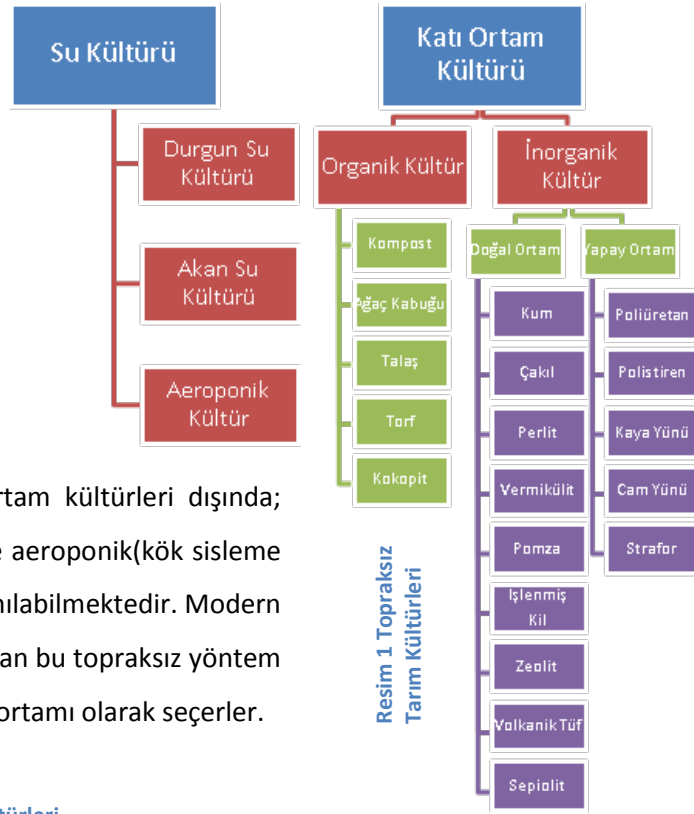 Su Kültürü
Durgun Su
Kültürü
Akan Su
Kültürü
Aeroponik
Kültür
Katı Ortam
Kültürü
Organik Kültür
Kompost
Ağaç Kabuğu
Talaş
Torf
Kokopit
İnorganik
Kültür
Doğal Ortam
Kum
Çakıl
Perlit
Vermikülit
Pomza
İşlenmiş
Kil
Zeolit
Volkanik Tüf
Sepiolit
Yapay Ortam
Poliüretan
Polistiren
Kaya Yünü
Cam Yünü
Strafor
Resim 1 Topraksız
Tarım Kültürleri
rtam kültürleri dışında;
e aeroponik(kök sisleme
nılabilmektedir. Modern
an bu topraksız yöntem
ortamı olarak seçerler.